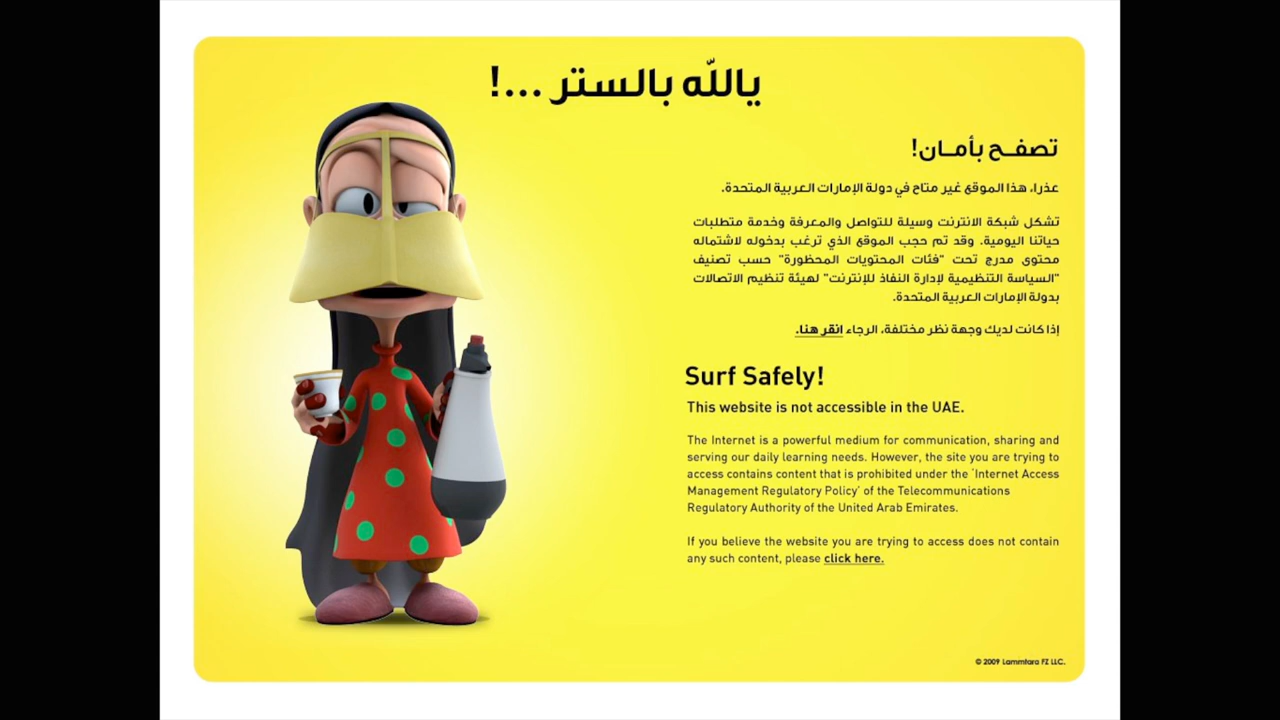 ياللّه بالستر ...!
تصفــح بأمــان!
عذراً، هذا الموقع غير متاح في دولة الإمارات العربية المتحدة.
تشكل شبكة الانترنت وسيلة للتواصل والمعرفة وخدمة متطلبات
حياتنا اليومية. وقد تم حجب الموقع الذي ترغب بدخوله لاشتماله
محتوى مدرج تحت "فئات المحتويات المحظورة" حسب تصنيف
"السياسة التنظيمية لإدارة النفاذ للإنترنت" لهيئة تنظيم الاتصالات
بدولة الإمارات العربية المتحدة.
إذا كانت لديك وجهة نظر مختلفة، الرجاء انقر هنا.
Surf Safely!
This website is not accessible in the UAE.
The Internet is a powerful medium for communication, sharing and
serving our daily learning needs. However, the site you are trying to
access contains content that is prohibited under the 'Internet Access
Management Regulatory Policy' of the Telecommunications
Regulatory Authority of the United Arab Emirates.
If you believe the website you are trying to access does not contain
any such content, please click here.
© 2009 Lammtara FZ LLC.